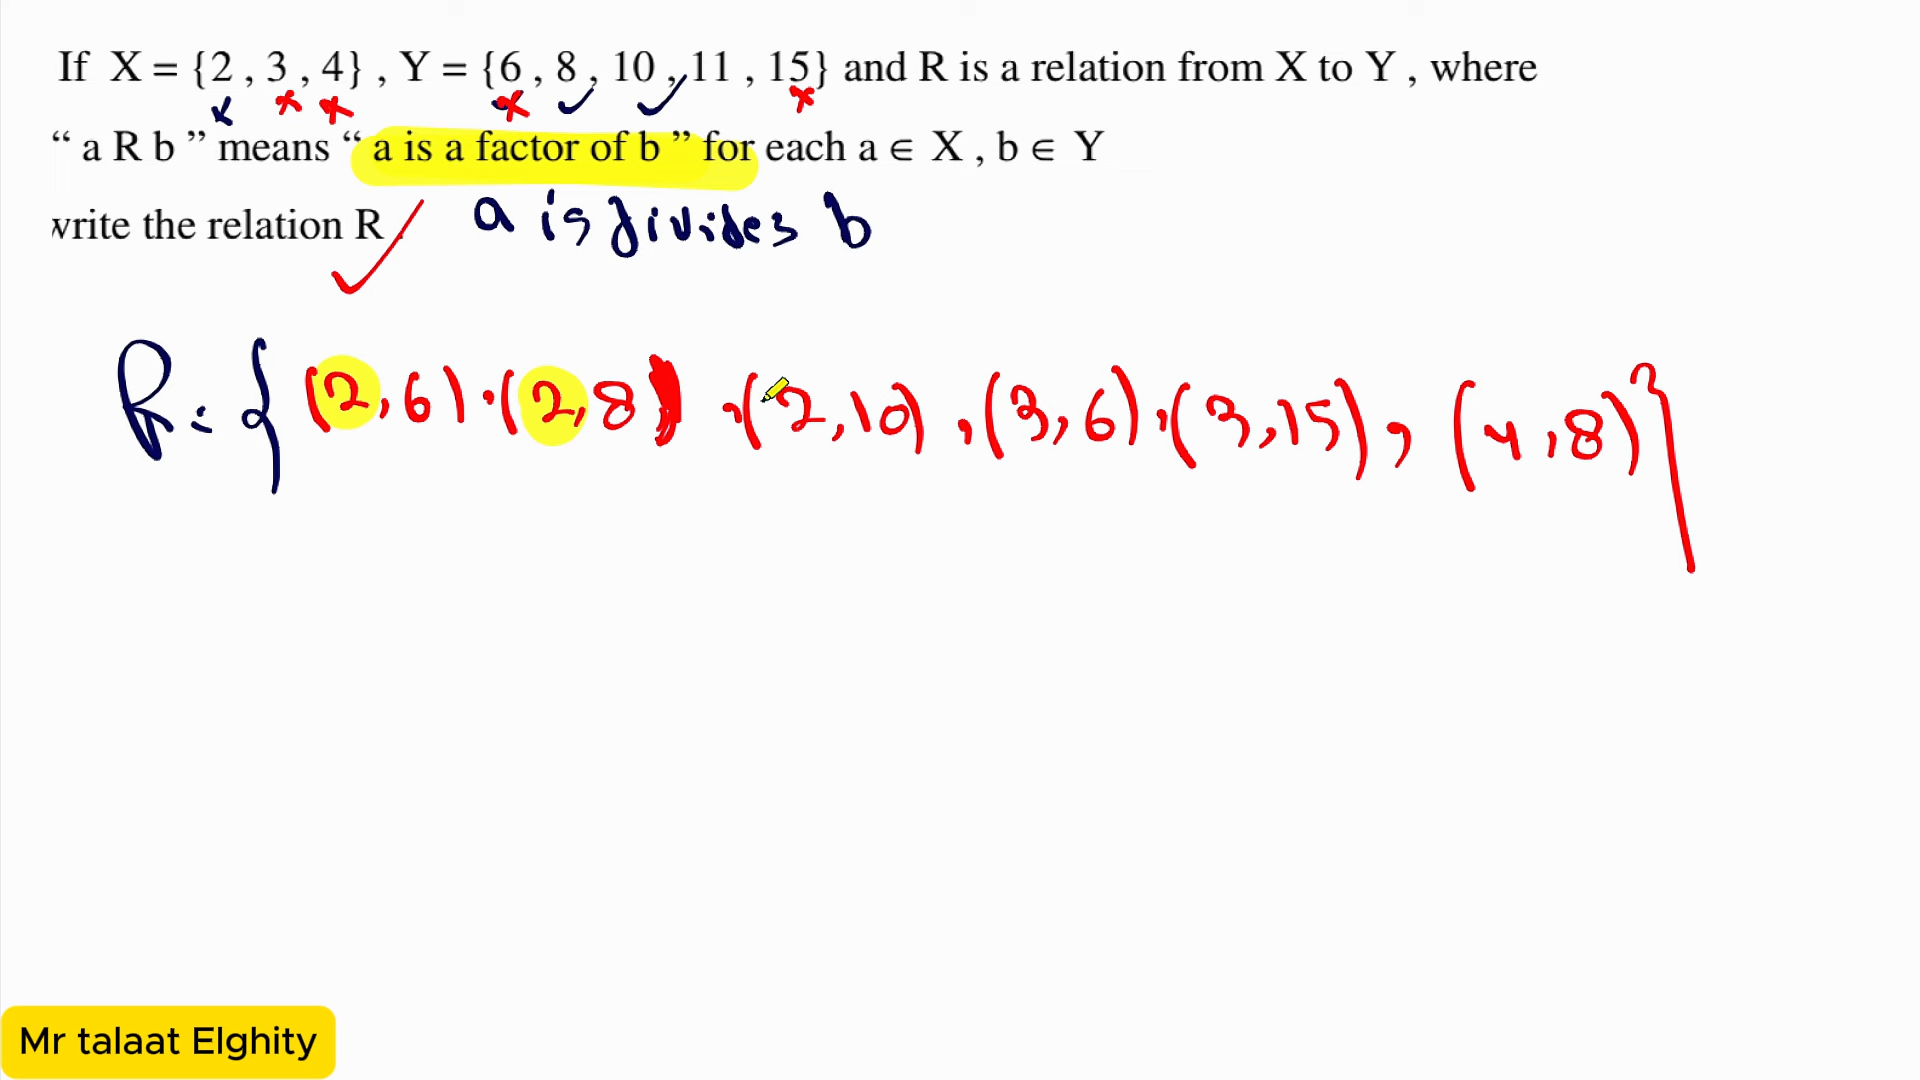 If X = {2 , 3 , 4} , Y = {6 , 8 , 10 , 11 , 15} and R is a relation from X to Y , where
“ a R b ” means “ a is a factor of b ” for each a ∈ X , b ∈ Y
write the relation R .
a is divides b
R = { (2,6) , (2,8) , (2,10) , (3,6) , (3,15) , (4,8) }
Mr talaat Elghity